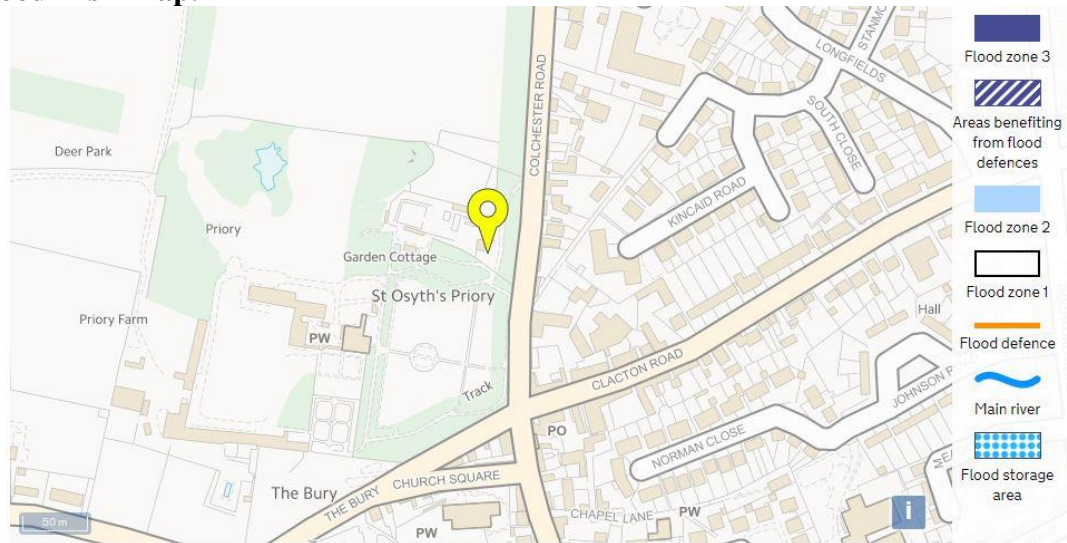 Deer Park
Priory
Garden Cottage
St Osyth's Priory
Priory Farm
PW
Track
The Bury
THE BURY
CHURCH SQUARE
PW
50 m
COLCHESTER ROAD
CLACTON ROAD
PO
CHAPEL LANE
PW
NORMAN CLOSE
KINCAID ROAD
SOUTH CLOSE
LONGFIELDS
STANMO
Hall
JOHNSON R
MEA
i
Flood zone 3
Areas benefiting
from flood
defences
Flood zone 2
Flood zone 1
Flood defence
Main river
Flood storage
area